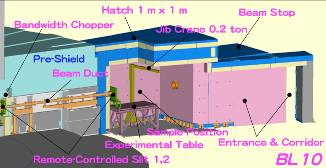 Hatch 1 m x 1 m
Bandwidth Chopper
Jib Crane 0.2 ton
Beam Stop
Pre-Shield
Beam Duct
Sample Position
Experimental Table
Entrance & Corridor
Remote-Controlled Slit 1,2
BL10